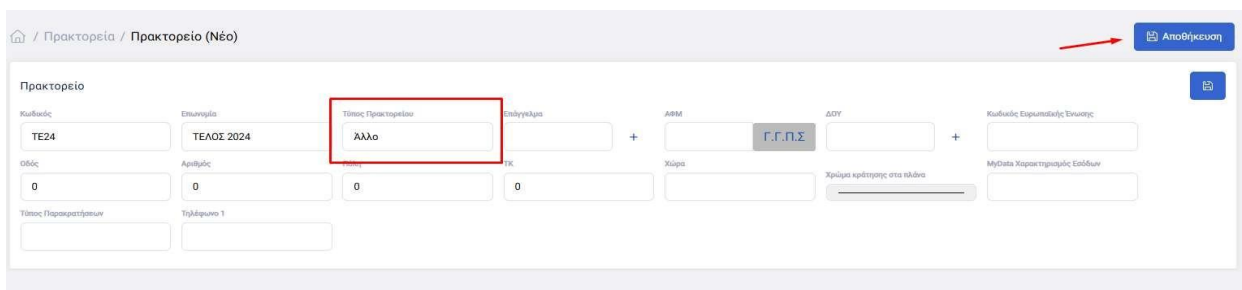 / Πρακτορεία / Πρακτορείο (Νέο)
Αποθήκευση
Πρακτορείο
Κωδικός Επωνυμία Τύπος Πρακτορείου Επάγγελμα ΑΦΜ ΔΟΥ Κωδικός Ευρωπαϊκής Ένωσης
ΤΕ24 ΤΕΛΟΣ 2024 Άλλο + Γ.Γ.Π.Σ +
Οδός Αριθμός Πόλη ΤΚ Χώρα Χρώμα κράτησης στα πλάνα MyData Χαρακτηρισμός Εσόδων
0 0 0 0
Τύπος Παρακρατήσεων Τηλέφωνο 1